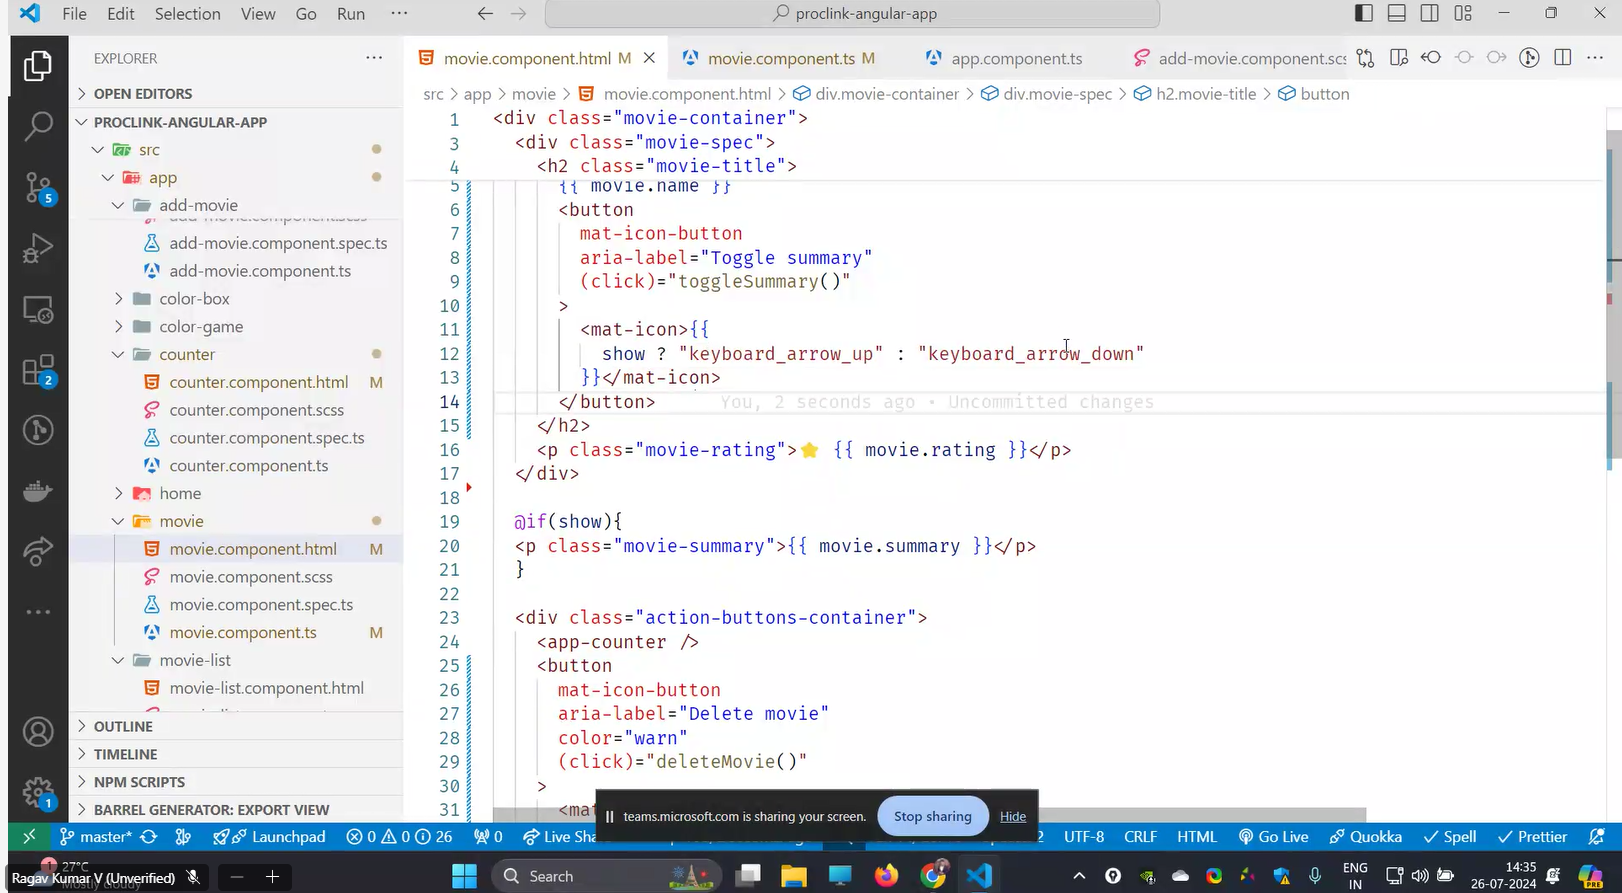 File Edit Selection View Go Run ··· proclink-angular-app
EXPLORER ···
OPEN EDITORS
PROCLINK-ANGULAR-APP
src
app
add-movie
add-movie.component.scss
add-movie.component.spec.ts
add-movie.component.ts
color-box
color-game
counter
counter.component.html M
counter.component.scss
counter.component.spec.ts
counter.component.ts
home
movie
movie.component.html M
movie.component.scss
movie.component.spec.ts
movie.component.ts M
movie-list
movie-list.component.html
OUTLINE
TIMELINE
NPM SCRIPTS
BARREL GENERATOR: EXPORT VIEW
5
2
1
movie.component.html M movie.component.ts M app.component.ts add-movie.component.scs
src > app > movie > movie.component.html > div.movie-container > div.movie-spec > h2.movie-title > button
1 <div class="movie-container">
3 <div class="movie-spec">
4 <h2 class="movie-title">
5 {{ movie.name }}
6 <button
7 mat-icon-button
8 aria-label="Toggle summary"
9 (click)="toggleSummary()"
10 >
11 <mat-icon>{{
12 show ? "keyboard_arrow_up" : "keyboard_arrow_down"
13 }}</mat-icon>
14 </button> You, 2 seconds ago • Uncommitted changes
15 </h2>
16 <p class="movie-rating">⭐ {{ movie.rating }}</p>
17 </div>
18
19 @if(show){
20 <p class="movie-summary">{{ movie.summary }}</p>
21 }
22
23 <div class="action-buttons-container">
24 <app-counter />
25 <button
26 mat-icon-button
27 aria-label="Delete movie"
28 color="warn"
29 (click)="deleteMovie()"
30 >
31 <ma
teams.microsoft.com is sharing your screen. Stop sharing Hide
master* Launchpad 0 0 26 0 Live Sha 2 UTF-8 CRLF HTML Go Live Quokka Spell Prettier
27°C
Mostly cloudy
Ragav Kumar V (Unverified)
Search
ENG
IN
14:35
26-07-2024
PRE